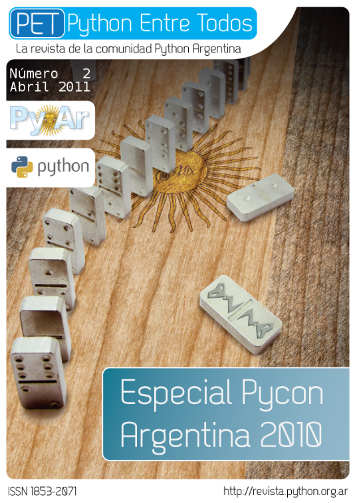 PET Python Entre Todos
La revista de la comunidad Python Argentina
Número 2
Abril 2011
PyAr
python
Especial Pycon
Argentina 2010
ISSN 1853-2071
http://revista.python.org.ar